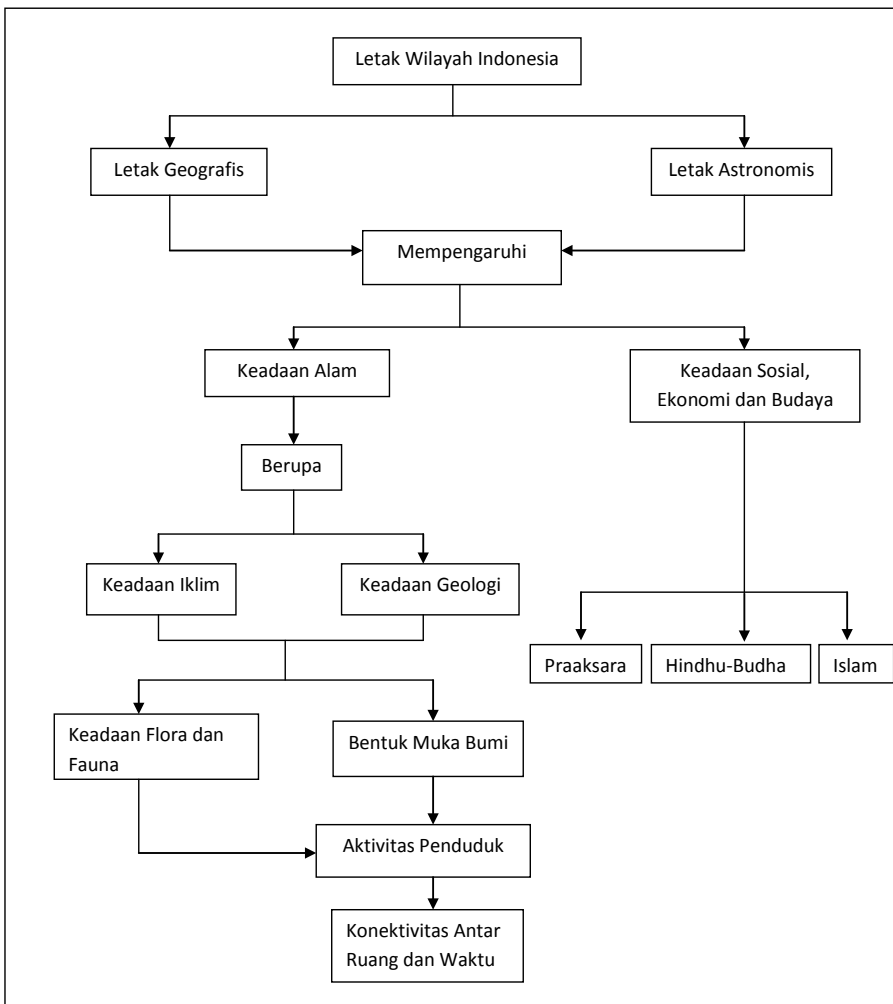 Letak Wilayah Indonesia
Letak Geografis
Letak Astronomis
Mempengaruhi
Keadaan Alam
Keadaan Sosial,
Ekonomi dan Budaya
Berupa
Keadaan Iklim
Keadaan Geologi
Praaksara
Hindhu-Budha
Islam
Keadaan Flora dan
Fauna
Bentuk Muka Bumi
Aktivitas Penduduk
Konektivitas Antar
Ruang dan Waktu